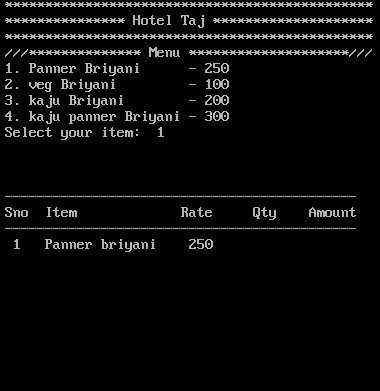 **********************************************
*************** Hotel Taj ********************
**********************************************
///************** Menu ********************///
1. Panner Briyani      - 250
2. veg Briyani         - 100
3. kaju Briyani        - 200
4. kaju panner Briyani - 300
Select your item:  1
--------------------------------------------
Sno  Item             Rate     Qty    Amount
--------------------------------------------
1   Panner briyani    250